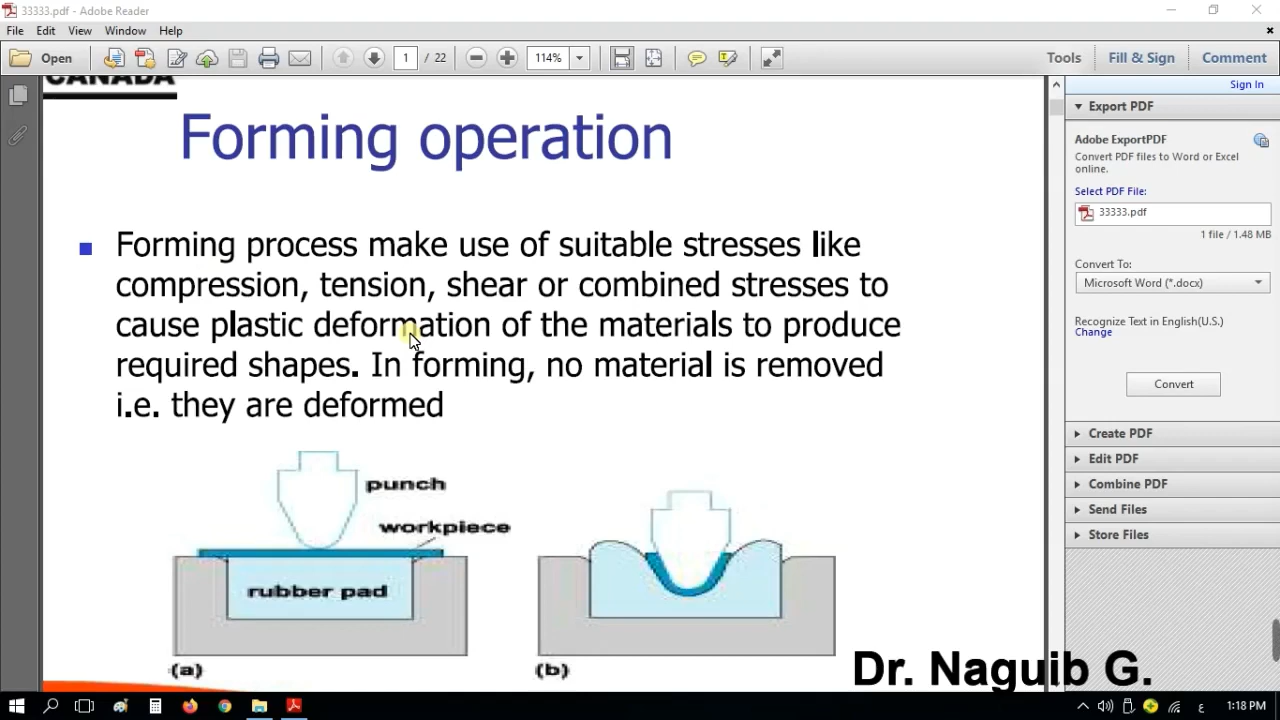 33333.pdf - Adobe Reader
File Edit View Window Help
Open 1 / 22 114% Tools Fill & Sign Comment
Sign In
CANADA
Forming operation
Forming process make use of suitable stresses like
compression, tension, shear or combined stresses to
cause plastic deformation of the materials to produce
required shapes. In forming, no material is removed
i.e. they are deformed
punch
workpiece
rubber pad
(a) (b)
Dr. Naguib G.
Export PDF
Adobe ExportPDF
Convert PDF files to Word or Excel
online.
Select PDF File:
33333.pdf
1 file / 1.48 MB
Convert To:
Microsoft Word (*.docx)
Recognize Text in English(U.S.)
Change
Convert
Create PDF
Edit PDF
Combine PDF
Send Files
Store Files
ع 1:18 PM